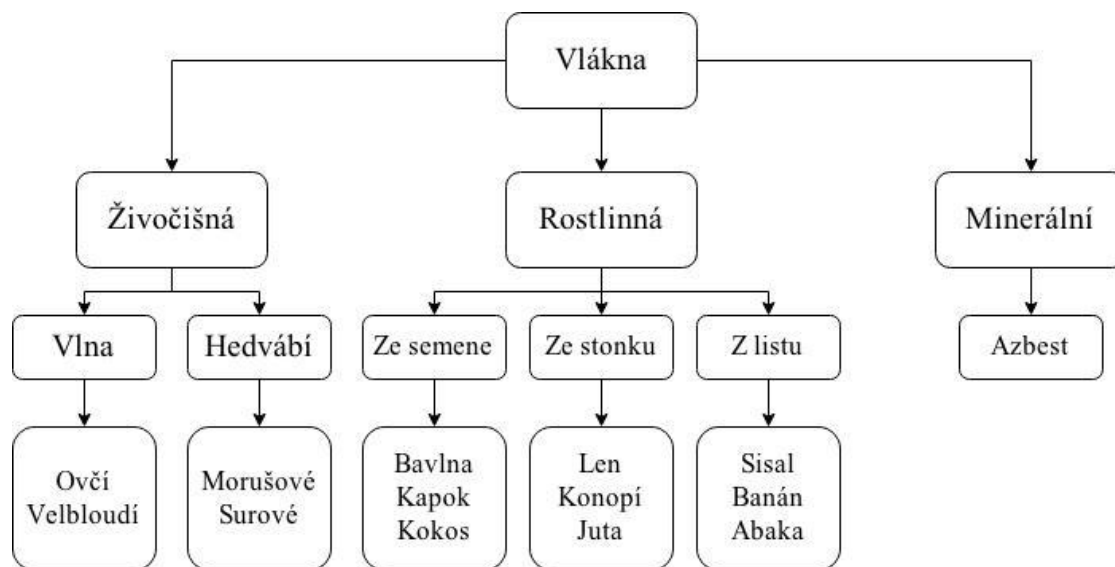 Vlákna
Živočišná
Rostlinná
Minerální
Vlna
Hedvábí
Ze semene
Ze stonku
Z listu
Azbest
Ovčí
Velbloudí
Morušové
Surové
Bavlna
Kapok
Kokos
Len
Konopí
Juta
Sisal
Banán
Abaka